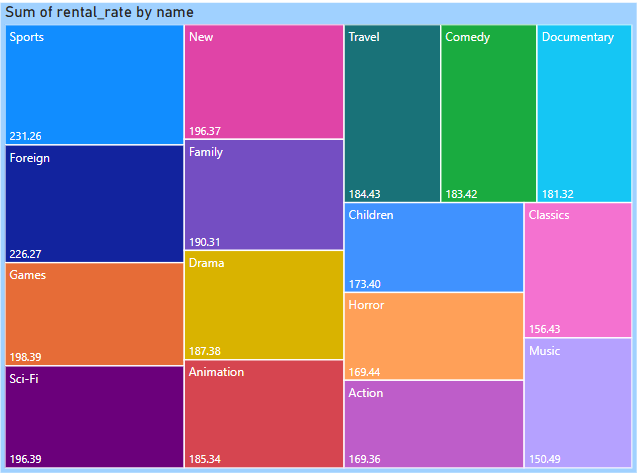 Sum of rental_rate by name
Sports
231.26
Foreign
226.27
Games
198.39
Sci-Fi
196.39
New
196.37
Family
190.31
Drama
187.38
Animation
185.34
Travel
184.43
Comedy
183.42
Documentary
181.32
Children
173.40
Horror
169.44
Action
169.36
Classics
156.43
Music
150.49